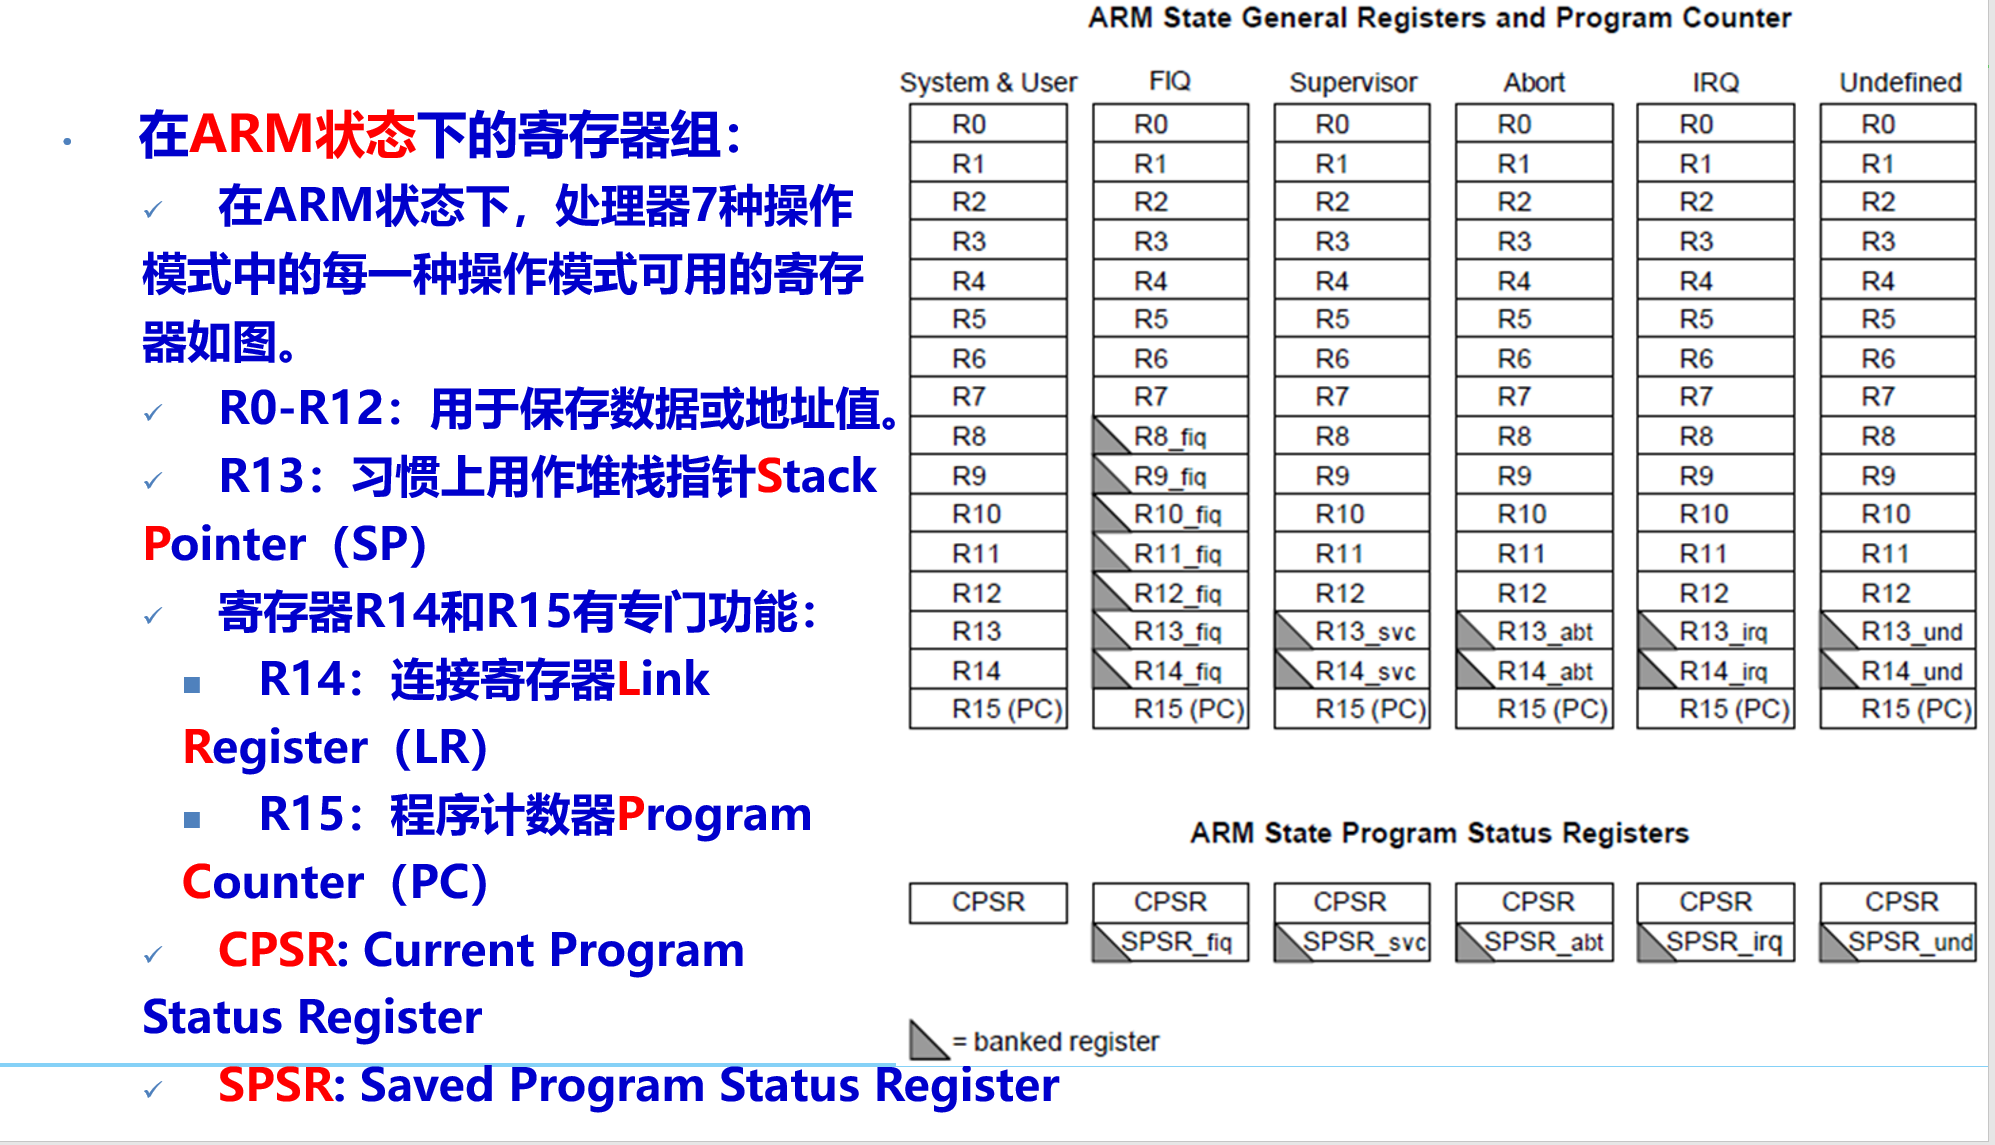 在ARM状态下的寄存器组：
在ARM状态下，处理器7种操作
模式中的每一种操作模式可用的寄存
器如图。
R0-R12：用于保存数据或地址值。
R13：习惯上用作堆栈指针Stack
Pointer（SP）
寄存器R14和R15有专门功能：
R14：连接寄存器Link
Register（LR）
R15：程序计数器Program
Counter（PC）
CPSR: Current Program
Status Register
SPSR: Saved Program Status Register
ARM State General Registers and Program Counter
System & User FIQ Supervisor Abort IRQ Undefined
R0 R0 R0 R0 R0 R0
R1 R1 R1 R1 R1 R1
R2 R2 R2 R2 R2 R2
R3 R3 R3 R3 R3 R3
R4 R4 R4 R4 R4 R4
R5 R5 R5 R5 R5 R5
R6 R6 R6 R6 R6 R6
R7 R7 R7 R7 R7 R7
R8 R8_fiq R8 R8 R8 R8
R9 R9_fiq R9 R9 R9 R9
R10 R10_fiq R10 R10 R10 R10
R11 R11_fiq R11 R11 R11 R11
R12 R12_fiq R12 R12 R12 R12
R13 R13_fiq R13_svc R13_abt R13_irq R13_und
R14 R14_fiq R14_svc R14_abt R14_irq R14_und
R15 (PC) R15 (PC) R15 (PC) R15 (PC) R15 (PC) R15 (PC)
ARM State Program Status Registers
CPSR CPSR CPSR CPSR CPSR CPSR
SPSR_fiq SPSR_svc SPSR_abt SPSR_irq SPSR_und
= banked register